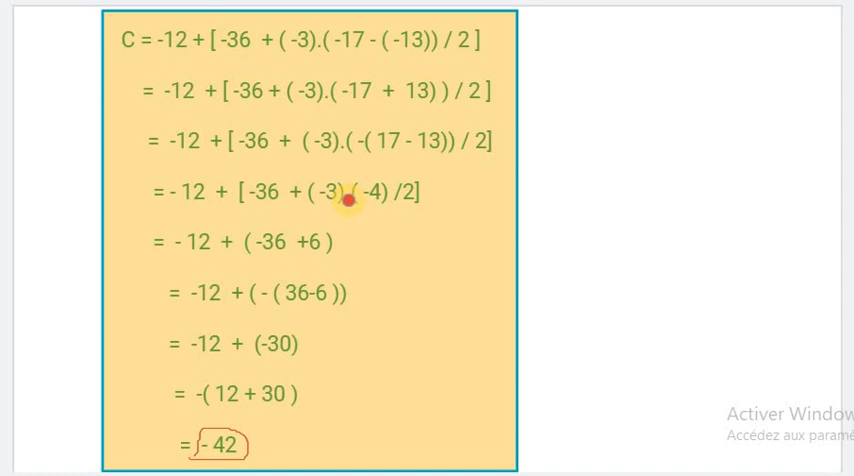 C = -12 + [ -36 + ( -3).( -17 - ( -13)) / 2 ]
= -12 + [ -36 + ( -3).( -17 + 13) ) / 2 ]
= -12 + [ -36 + ( -3).( -( 17 - 13)) / 2]
= - 12 + [ -36 + ( -3).( -4) /2]
= - 12 + ( -36 +6 )
= -12 + ( - ( 36-6 ))
= -12 + (-30)
= -( 12 + 30 )
= - 42
Activer Window
Accédez aux paramè